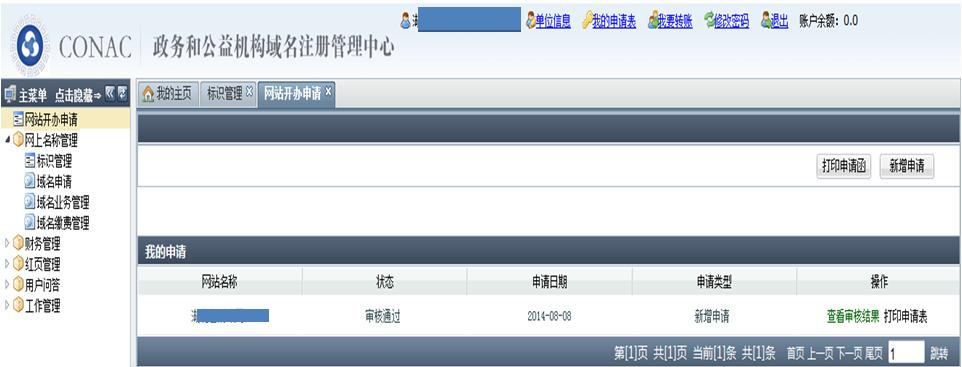 单位信息 我的申请表 我要转账 修改密码 退出 账户余额：0.0
CONAC 政务和公益机构域名注册管理中心
主菜单 点击隐藏⇒
我的主页 标识管理 网站开办申请
网站开办申请
网上名称管理
标识管理
域名申请
域名业务管理
域名缴费管理
财务管理
红页管理
用户问答
工作管理
打印申请函 新增申请
我的申请
网站名称 状态 申请日期 申请类型 操作
审核通过 2014-08-08 新增申请 查看审核结果 打印申请表
第[1]页 共[1]页 当前[1]条 共[1]条 首页 上一页 下一页 尾页 1 跳转